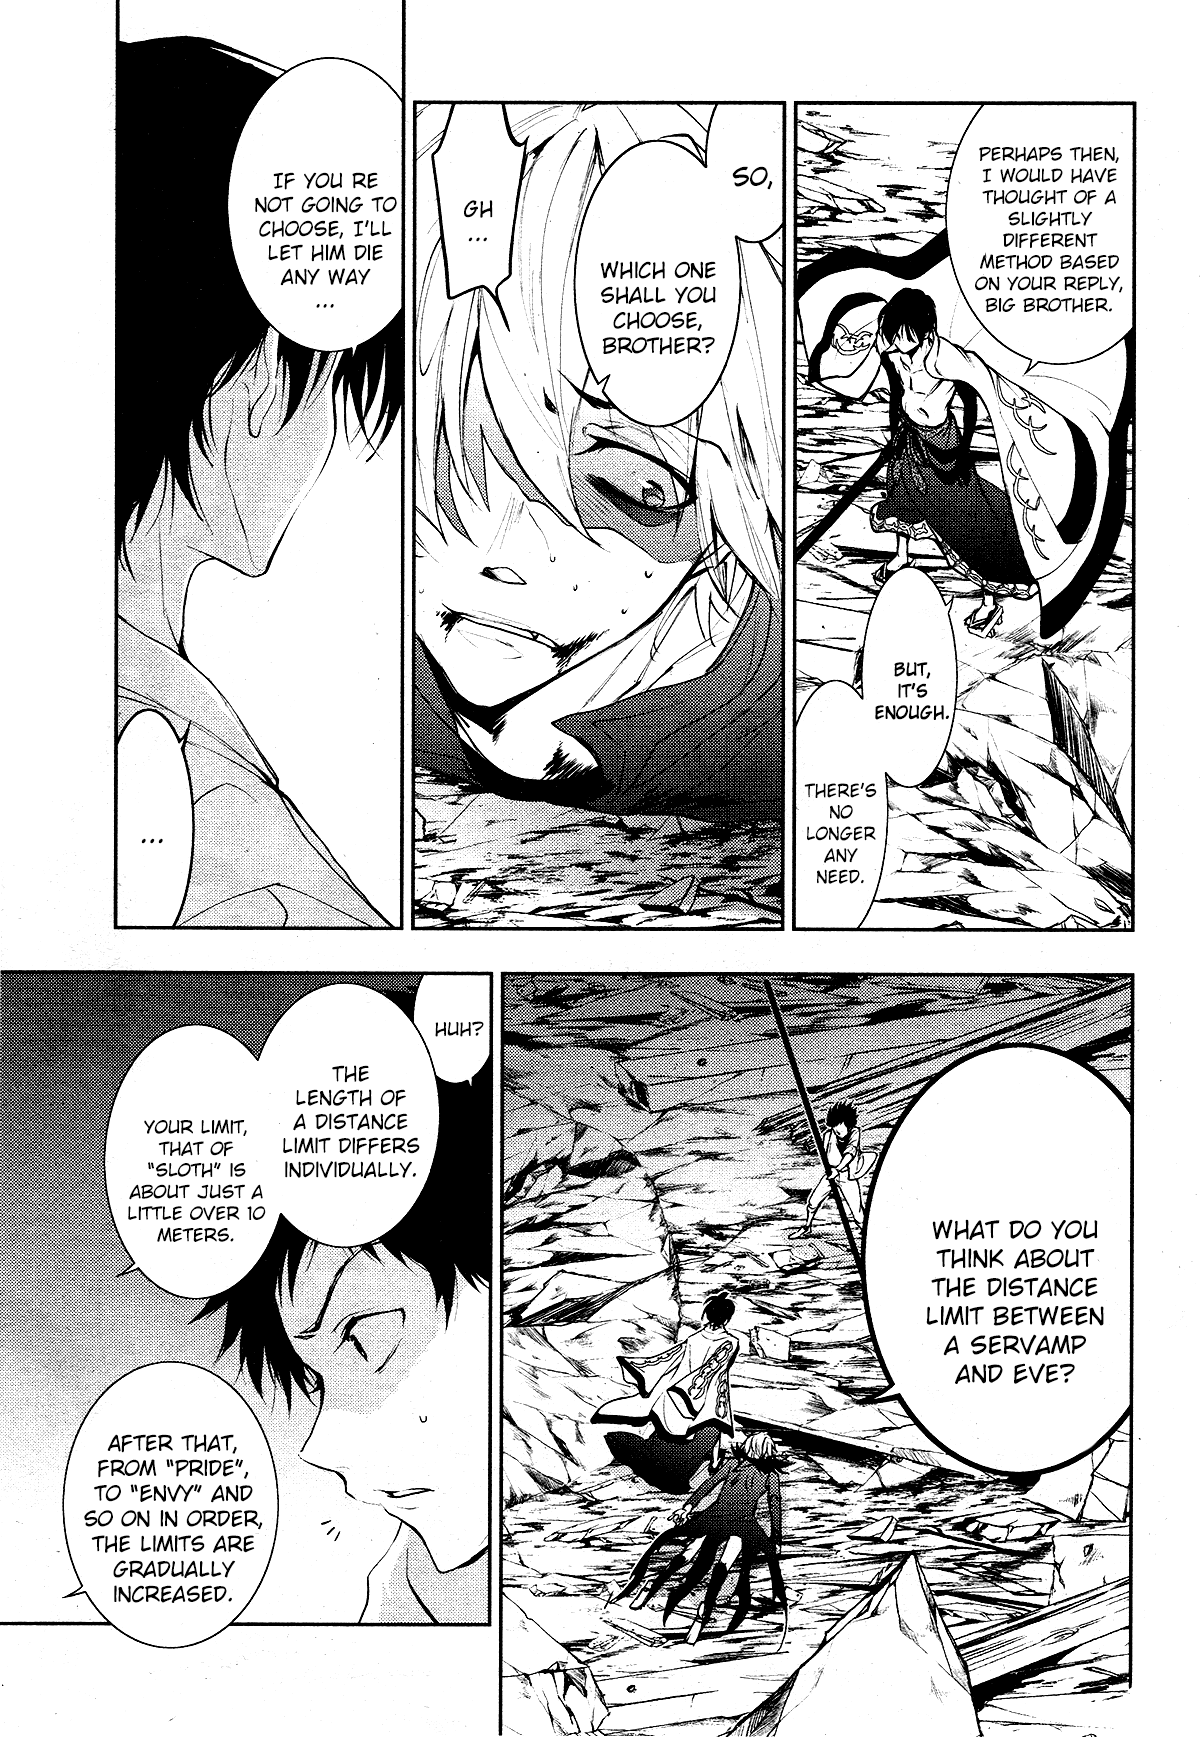 PERHAPS THEN,
I WOULD HAVE
THOUGHT OF A
SLIGHTLY
DIFFERENT
METHOD BASED
ON YOUR REPLY,
BIG BROTHER.
BUT,
IT'S
ENOUGH.
THERE'S
NO
LONGER
ANY
NEED.
SO,
WHICH ONE
SHALL YOU
CHOOSE,
BROTHER?
GH
...
IF YOU RE
NOT GOING TO
CHOOSE, I'LL
LET HIM DIE
ANY WAY
...
...
WHAT DO YOU
THINK ABOUT
THE DISTANCE
LIMIT BETWEEN
A SERVAMP
AND EVE?
HUH?
THE
LENGTH OF
A DISTANCE
LIMIT DIFFERS
INDIVIDUALLY.
YOUR LIMIT,
THAT OF
"SLOTH" IS
ABOUT JUST A
LITTLE OVER 10
METERS.
AFTER THAT,
FROM "PRIDE",
TO "ENVY" AND
SO ON IN ORDER,
THE LIMITS ARE
GRADUALLY
INCREASED.